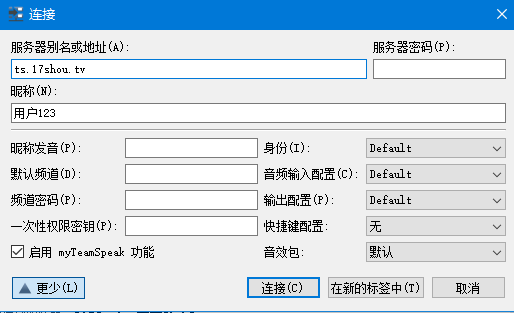 连接
服务器别名或地址(A): 服务器密码(P):
ts.17shou.tv
昵称(N):
用户123
昵称发音(P): 身份(I): Default
默认频道(D): 音频输入配置(C): Default
频道密码(P): 输出配置(P): Default
一次性权限密钥(P): 快捷键配置: 无
启用 myTeamSpeak 功能 音效包: 默认
更少(L) 连接(C) 在新的标签中(T) 取消